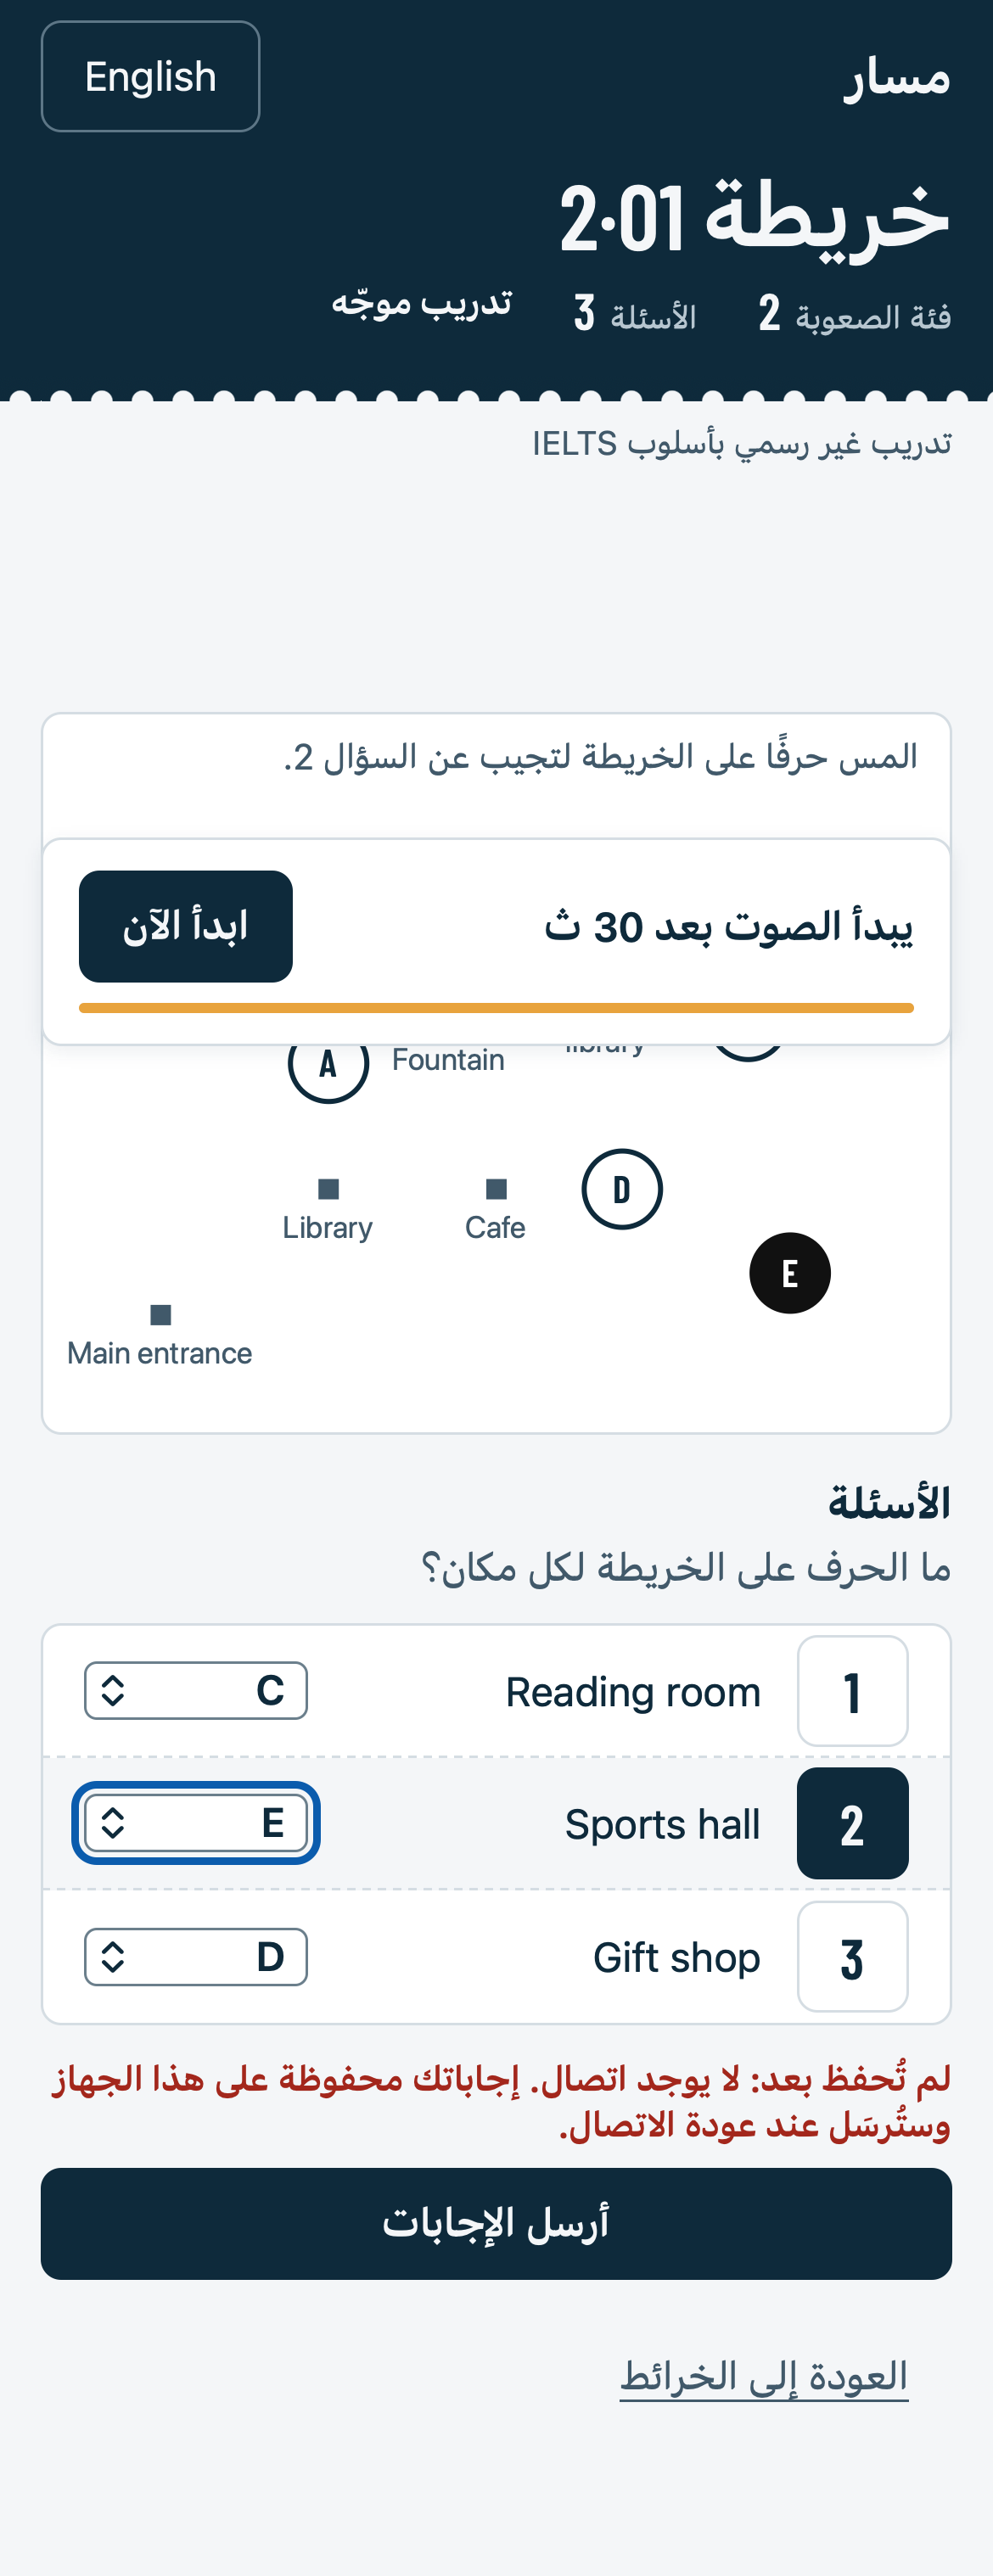 مسار
English
خريطة 2·01
فئة الصعوبة 2 الأسئلة 3 تدريب موجّه
تدريب غير رسمي بأسلوب IELTS
المس حرفًا على الخريطة لتجيب عن السؤال 2.
يبدأ الصوت بعد 30 ث
ابدأ الآن
A
Fountain
library
D
Library
Cafe
E
Main entrance
الأسئلة
ما الحرف على الخريطة لكل مكان؟
1 Reading room C
2 Sports hall E
3 Gift shop D
لم تُحفظ بعد: لا يوجد اتصال. إجاباتك محفوظة على هذا الجهاز
وستُرسَل عند عودة الاتصال.
أرسل الإجابات
العودة إلى الخرائط